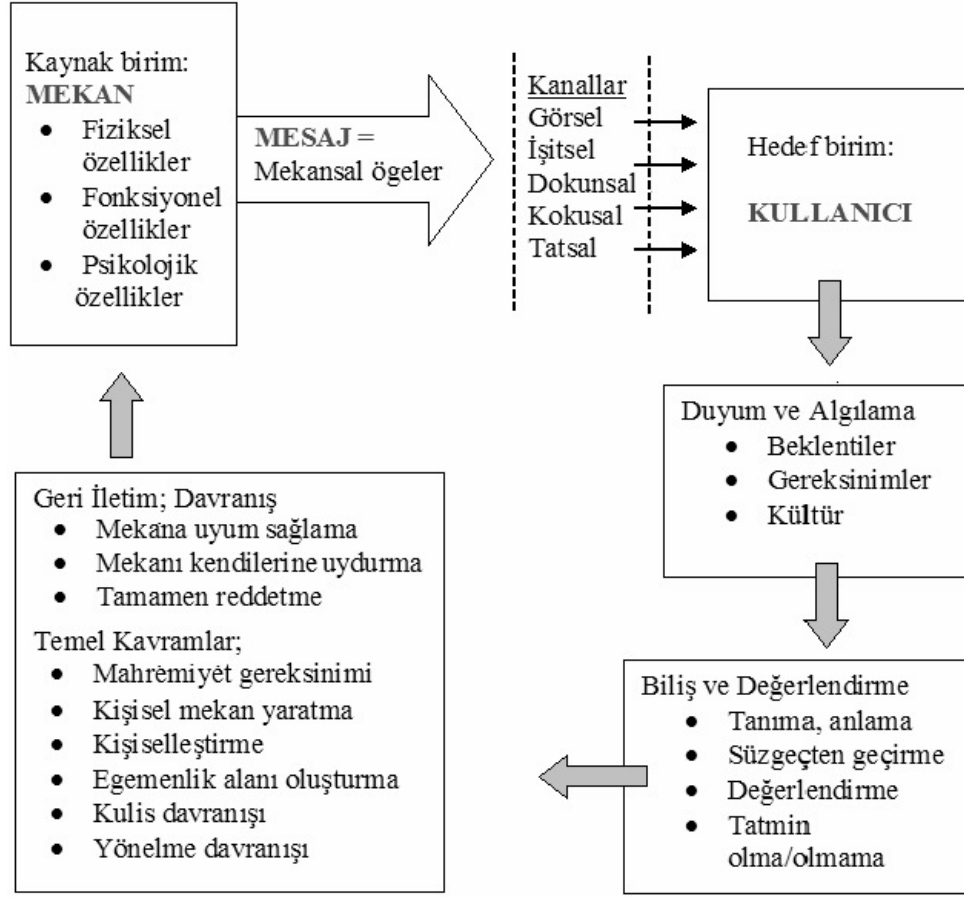 Kaynak birim:
MEKAN
• Fiziksel
özellikler
• Fonksiyonel
özellikler
• Psikolojik
özellikler
MESAJ =
Mekansal ögeler
Kanallar
Görsel
İşitsel
Dokunsal
Kokusal
Tatsal
Hedef birim:
KULLANICI
Duyum ve Algılama
• Beklentiler
• Gereksinimler
• Kültür
Biliş ve Değerlendirme
• Tanıma, anlama
• Süzgeçten geçirme
• Değerlendirme
• Tatmin
olma/olmama
Geri İletim; Davranış
• Mekana uyum sağlama
• Mekanı kendilerine uydurma
• Tamamen reddetme
Temel Kavramlar;
• Mahremiyet gereksinimi
• Kişisel mekan yaratma
• Kişiselleştirme
• Egemenlik alanı oluşturma
• Kulis davranışı
• Yönelme davranışı